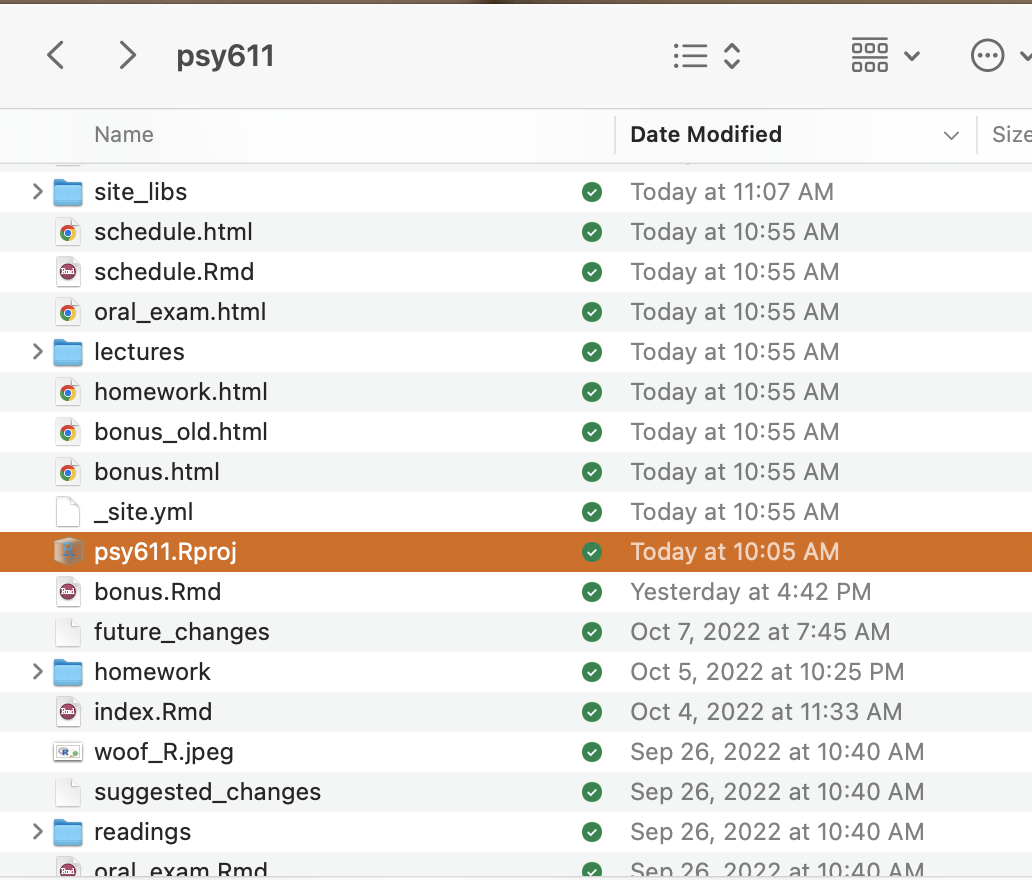 psy611
Name Date Modified Size
site_libs Today at 11:07 AM
schedule.html Today at 10:55 AM
schedule.Rmd Today at 10:55 AM
oral_exam.html Today at 10:55 AM
lectures Today at 10:55 AM
homework.html Today at 10:55 AM
bonus_old.html Today at 10:55 AM
bonus.html Today at 10:55 AM
_site.yml Today at 10:55 AM
psy611.Rproj Today at 10:05 AM
bonus.Rmd Yesterday at 4:42 PM
future_changes Oct 7, 2022 at 7:45 AM
homework Oct 5, 2022 at 10:25 PM
index.Rmd Oct 4, 2022 at 11:33 AM
woof_R.jpeg Sep 26, 2022 at 10:40 AM
suggested_changes Sep 26, 2022 at 10:40 AM
readings Sep 26, 2022 at 10:40 AM
oral_exam.Rmd Sep 26, 2022 at 10:40 AM